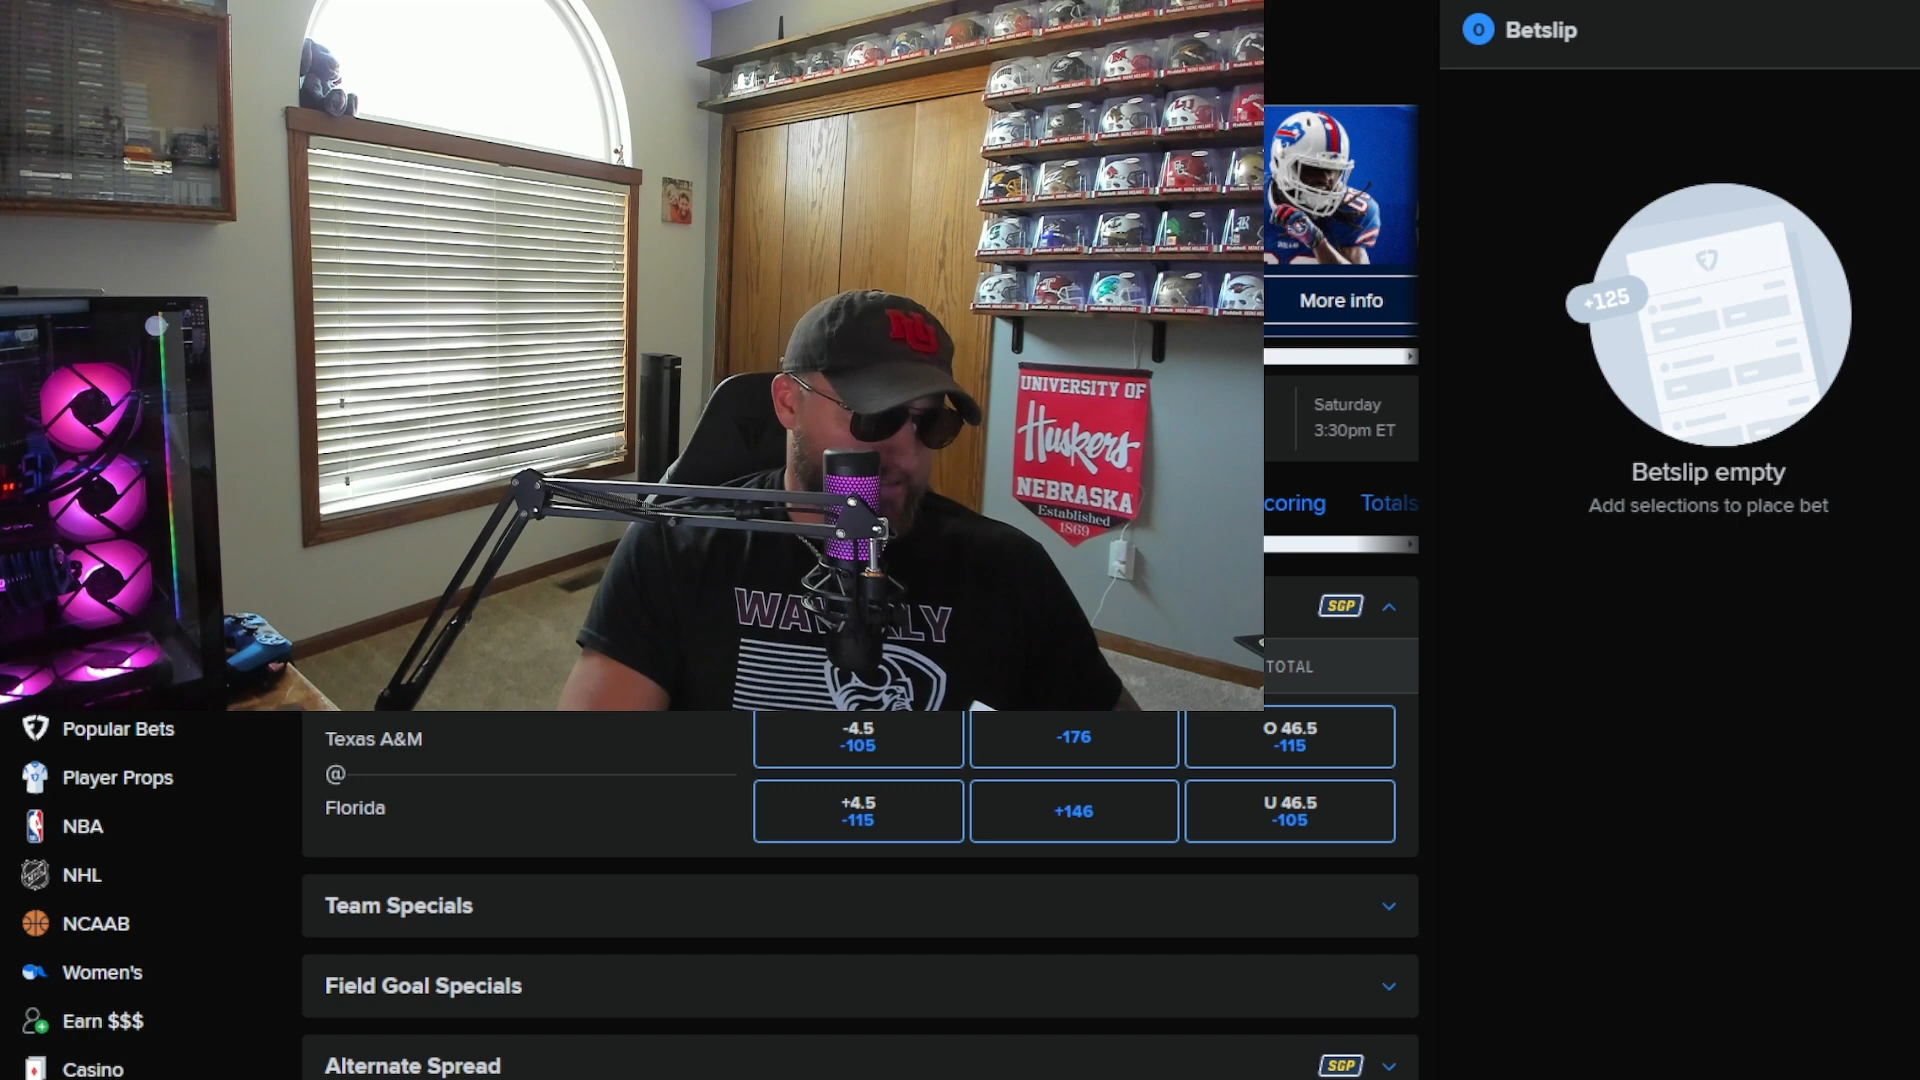 0 Betslip
NU
UNIVERSITY OF
Huskers
NEBRASKA
Established
1869
More info
Saturday
3:30pm ET
+125
Betslip empty
Add selections to place bet
coring Totals
SGP
TOTAL
Popular Bets
Player Props
NBA
NHL
NCAAB
Women's
Earn $$$
Casino
Texas A&M
-4.5
-105
-176
O 46.5
-115
@
Florida
+4.5
-115
+146
U 46.5
-105
Team Specials
Field Goal Specials
Alternate Spread
SGP